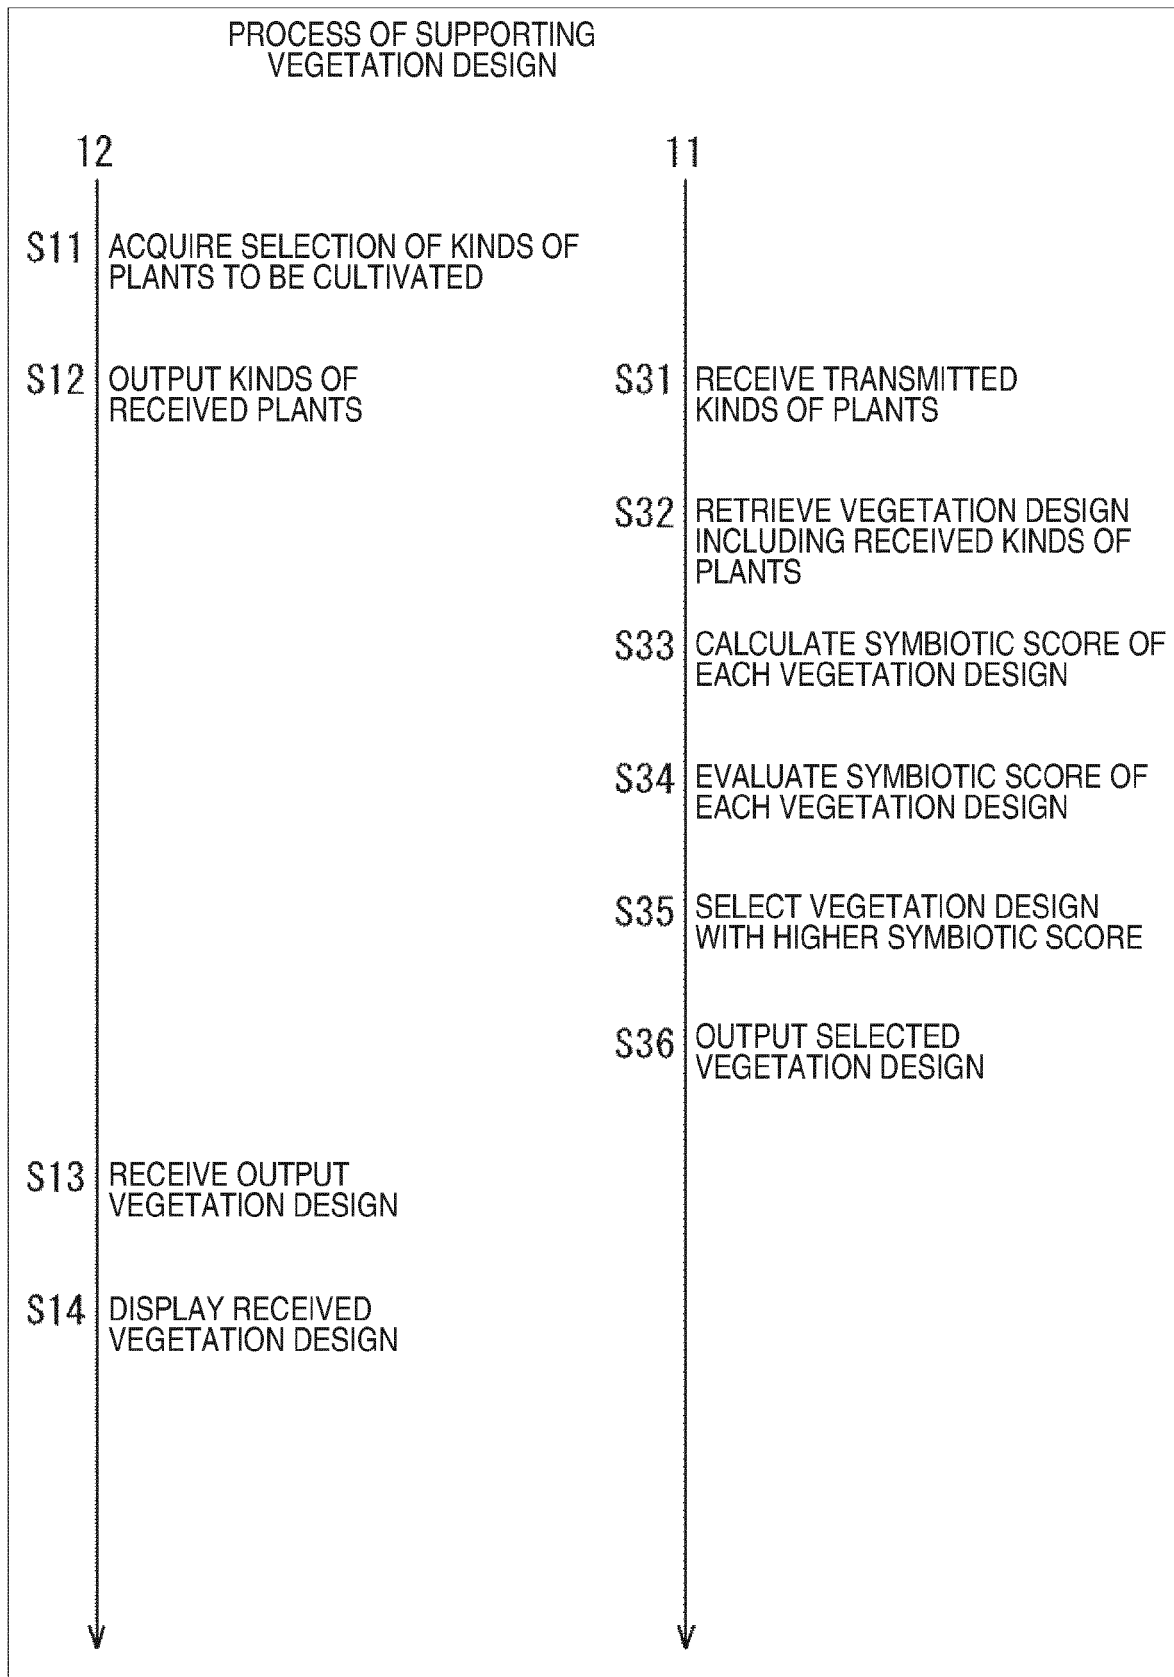 PROCESS OF SUPPORTING
VEGETATION DESIGN
12
S11 ACQUIRE SELECTION OF KINDS OF
PLANTS TO BE CULTIVATED
S12 OUTPUT KINDS OF
RECEIVED PLANTS
S13 RECEIVE OUTPUT
VEGETATION DESIGN
S14 DISPLAY RECEIVED
VEGETATION DESIGN
11
S31 RECEIVE TRANSMITTED
KINDS OF PLANTS
S32 RETRIEVE VEGETATION DESIGN
INCLUDING RECEIVED KINDS OF
PLANTS
S33 CALCULATE SYMBIOTIC SCORE OF
EACH VEGETATION DESIGN
S34 EVALUATE SYMBIOTIC SCORE OF
EACH VEGETATION DESIGN
S35 SELECT VEGETATION DESIGN
WITH HIGHER SYMBIOTIC SCORE
S36 OUTPUT SELECTED
VEGETATION DESIGN